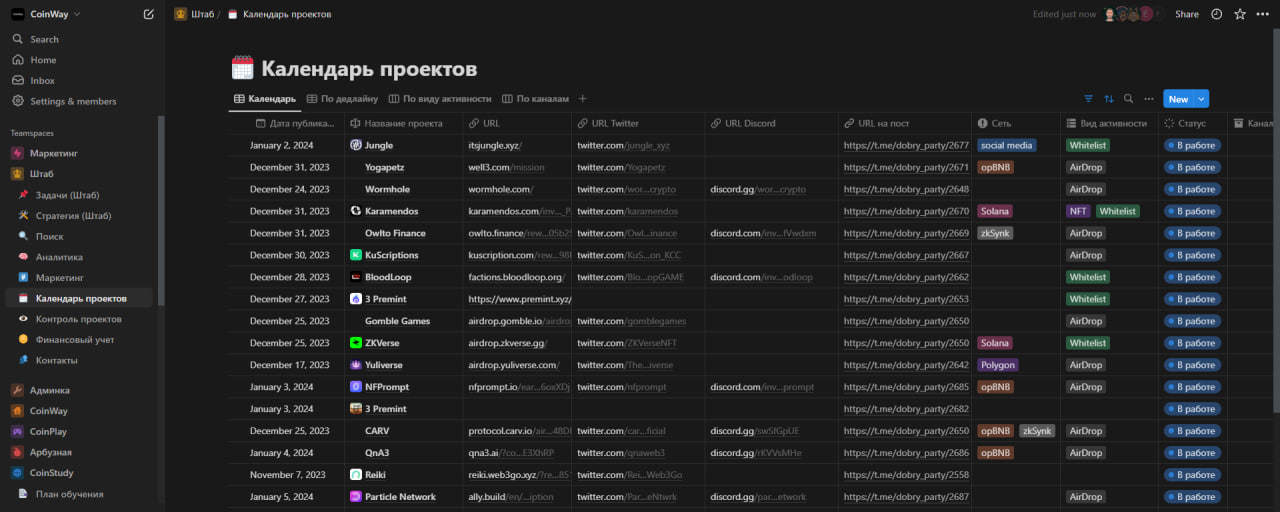 CoinWay
Штаб / Календарь проектов
Edited just now
Share
Search
Home
Inbox
Settings & members
Teamspaces
Маркетинг
Штаб
Задачи (Штаб)
Стратегия (Штаб)
Поиск
Аналитика
Маркетинг
Календарь проектов
Контроль проектов
Финансовый учет
Контакты
Админка
CoinWay
CoinPlay
Арбузная
CoinStudy
План обучения
Календарь проектов
Календарь По дедлайну По виду активности По каналам
New
Дата публика... Название проекта URL URL Twitter URL Discord URL на пост Сеть Вид активности Статус Канал
January 2, 2024 Jungle itsjungle.xyz/ twitter.com/jungle_xyz https://t.me/dobry_party/2677 social media Whitelist В работе
December 31, 2023 Yogapetz well3.com/mission twitter.com/Yogapetz https://t.me/dobry_party/2671 opBNB AirDrop В работе
December 24, 2023 Wormhole wormhole.com/ twitter.com/wor...crypto discord.gg/wor...crypto https://t.me/dobry_party/2648 AirDrop В работе
December 31, 2023 Karamendos karamendos.com/inv..._P twitter.com/karamendos https://t.me/dobry_party/2670 Solana NFT Whitelist В работе
December 31, 2023 Owlto Finance owlto.finance/rew...05b25 twitter.com/Owl...inance discord.com/inv...fVwdxm https://t.me/dobry_party/2669 zkSynk AirDrop В работе
December 30, 2023 KuScriptions kuscription.com/rew...98 twitter.com/KuS...on_KCC https://t.me/dobry_party/2667 AirDrop В работе
December 28, 2023 BloodLoop factions.bloodloop.org/ twitter.com/Blo...opGAME discord.com/inv...odloop https://t.me/dobry_party/2662 Whitelist В работе
December 27, 2023 3 Premint https://www.premint.xyz/ https://t.me/dobry_party/2653 Whitelist В работе
December 25, 2023 Gomble Games airdrop.gomble.io/airdro twitter.com/gomblegames https://t.me/dobry_party/2650 AirDrop В работе
December 25, 2023 ZKVerse airdrop.zkverse.gg/ twitter.com/ZKVerseNFT https://t.me/dobry_party/2650 Solana Whitelist В работе
December 17, 2023 Yuliverse airdrop.yuliverse.com/ twitter.com/The...iverse https://t.me/dobry_party/2642 Polygon AirDrop В работе
January 3, 2024 NFPrompt nfprompt.io/ear...6oxXDj twitter.com/nfprompt discord.com/inv...prompt https://t.me/dobry_party/2685 opBNB AirDrop В работе
January 3, 2024 3 Premint https://t.me/dobry_party/2682 В работе
December 25, 2023 CARV protocol.carv.io/air...48D twitter.com/car...ficial discord.gg/swSfGpUE https://t.me/dobry_party/2650 opBNB zkSynk AirDrop В работе
January 4, 2024 QnA3 qna3.ai/?co...E3XhRP twitter.com/qnaweb3 discord.gg/rKVVsMHe https://t.me/dobry_party/2686 opBNB AirDrop В работе
November 7, 2023 Reiki reiki.web3go.xyz/?re...85 twitter.com/Rei...Web3Go https://t.me/dobry_party/2558 В работе
January 5, 2024 Particle Network ally.build/en/...iption twitter.com/Par...eNtwrk discord.gg/par...etwork https://t.me/dobry_party/2687 AirDrop В работе